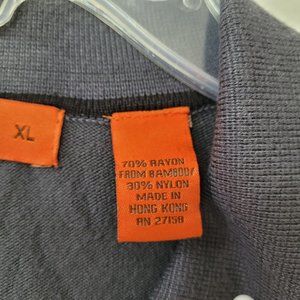 XL
70% RAYON
FROM BAMBOO/
30% NYLON
MADE IN
HONG KONG
RN 27158